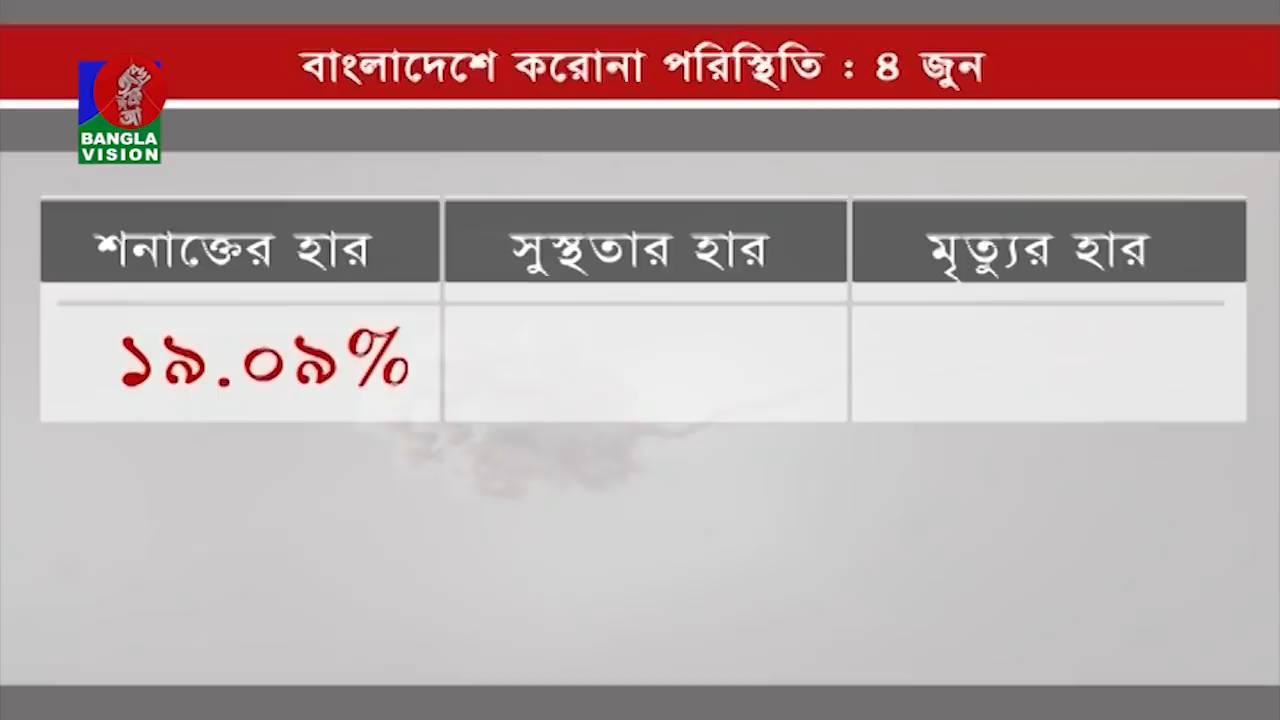 বাংলাদেশে করোনা পরিস্থিতি : ৪ জুন
BANGLA
VISION
শনাক্তের হার
সুস্থতার হার
মৃত্যুর হার
১৯.০৯%